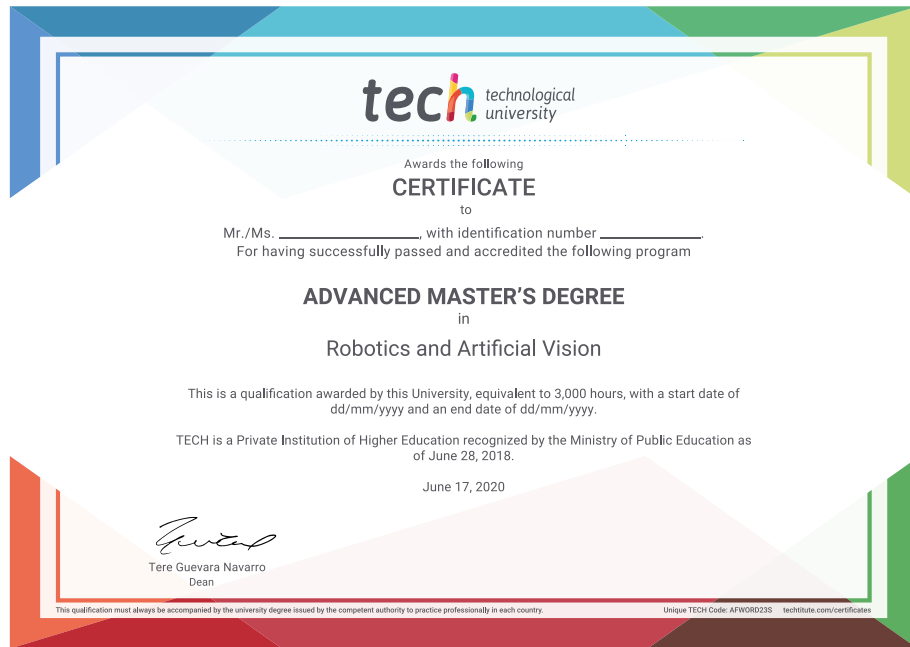 tech technological
university
Awards the following
CERTIFICATE
to
Mr./Ms. ____________________, with identification number ______________.
For having successfully passed and accredited the following program
ADVANCED MASTER'S DEGREE
in
Robotics and Artificial Vision
This is a qualification awarded by this University, equivalent to 3,000 hours, with a start date of
dd/mm/yyyy and an end date of dd/mm/yyyy.
TECH is a Private Institution of Higher Education recognized by the Ministry of Public Education as
of June 28, 2018.
June 17, 2020
Tere Guevara Navarro
Dean
This qualification must always be accompanied by the university degree issued by the competent authority to practice professionally in each country.
Unique TECH Code: AFWORD23S techtitute.com/certificates